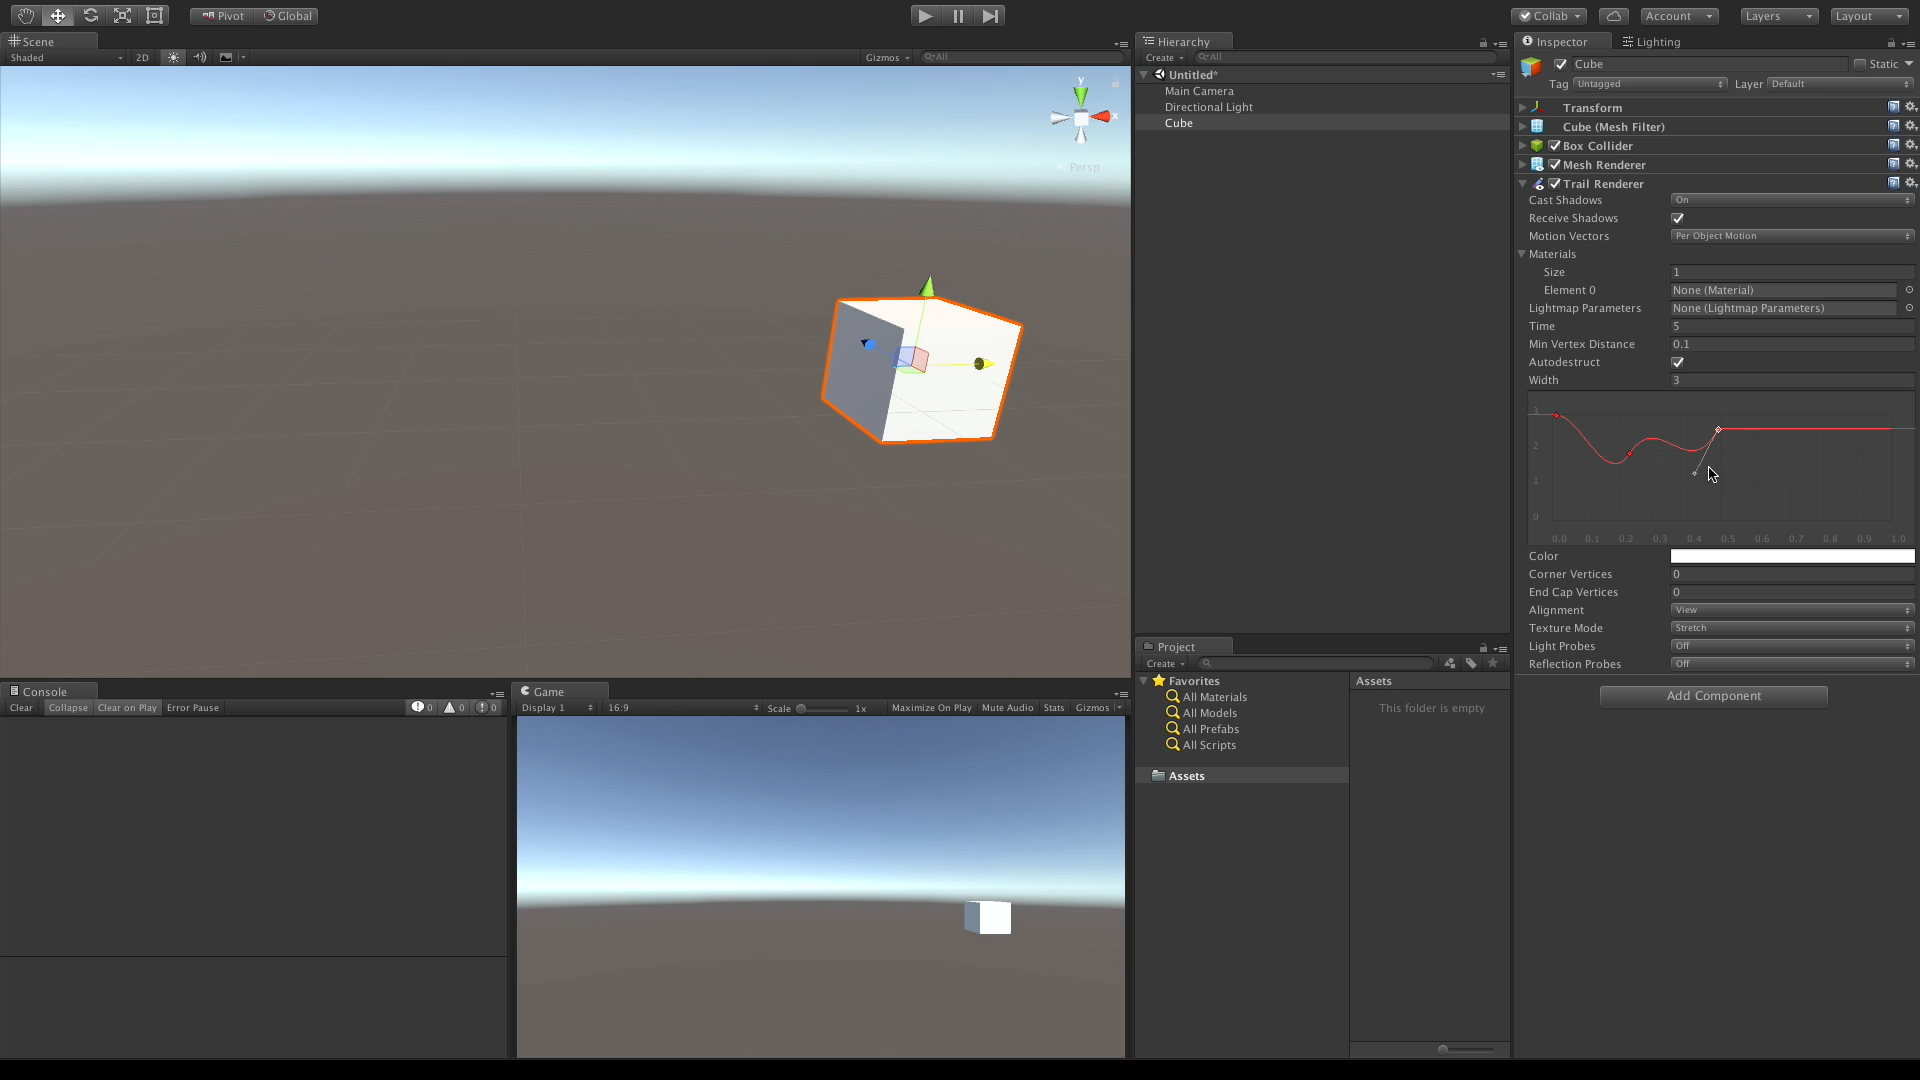 Pivot
Global
Collab
Account
Layers
Layout
Scene
Shaded
2D
Gizmos
All
y
x
Persp
Hierarchy
Create
All
Untitled*
Main Camera
Directional Light
Cube
Inspector
Lighting
Cube
Static
Tag
Untagged
Layer
Default
Transform
Cube (Mesh Filter)
Box Collider
Mesh Renderer
Trail Renderer
Cast Shadows
On
Receive Shadows
Motion Vectors
Per Object Motion
Materials
Size
1
Element 0
None (Material)
Lightmap Parameters
None (Lightmap Parameters)
Time
5
Min Vertex Distance
0.1
Autodestruct
Width
3
3
2
1
0
0.0 0.1 0.2 0.3 0.4 0.5 0.6 0.7 0.8 0.9 1.0
Color
Corner Vertices
0
End Cap Vertices
0
Alignment
View
Texture Mode
Stretch
Light Probes
Off
Reflection Probes
Off
Add Component
Project
Create
Favorites
All Materials
All Models
All Prefabs
All Scripts
Assets
Assets
This folder is empty
Console
Clear
Collapse
Clear on Play
Error Pause
0
0
0
Game
Display 1
16:9
Scale
1x
Maximize On Play
Mute Audio
Stats
Gizmos